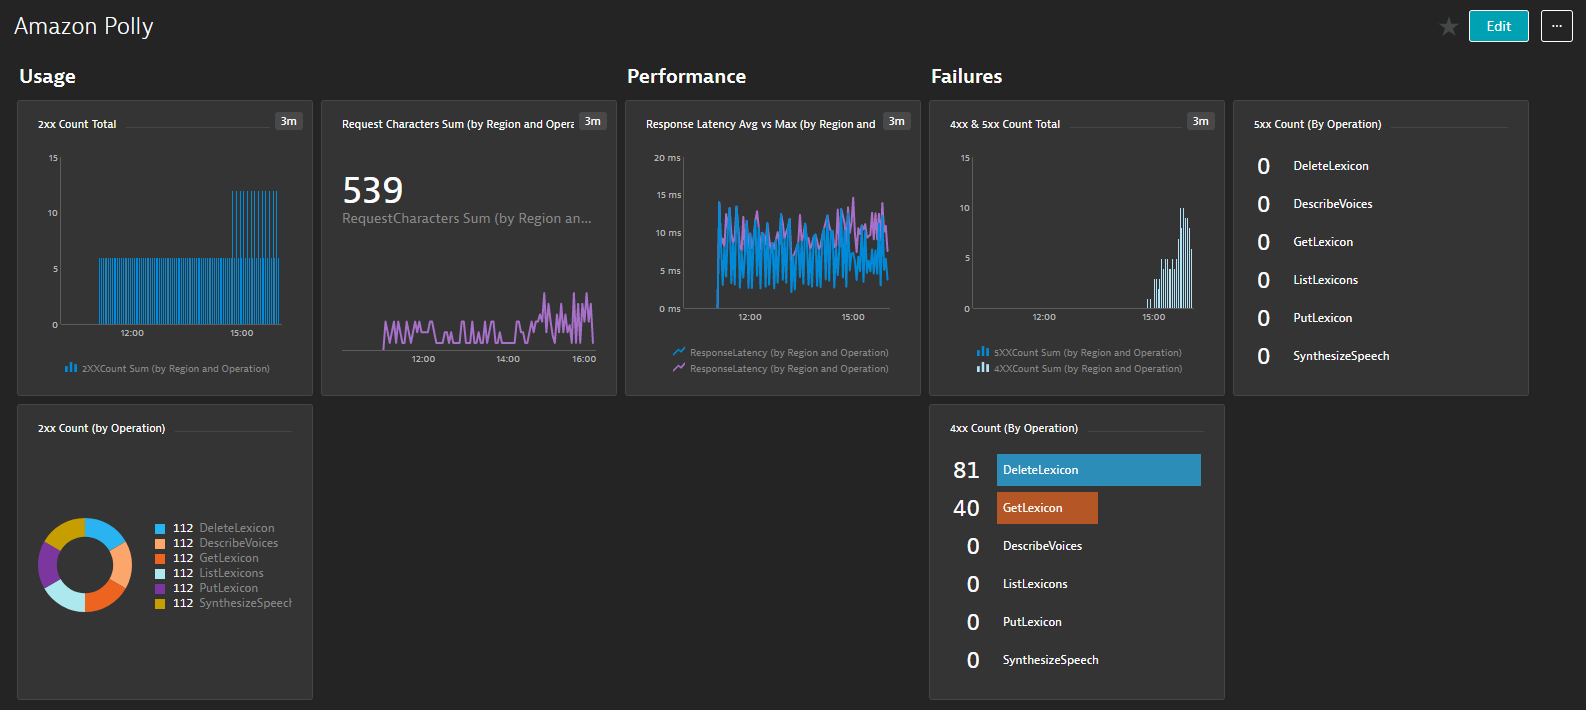 Amazon Polly
Edit
...
Usage
Performance
Failures
2xx Count Total
3m
15
10
5
0
12:00
15:00
2XXCount Sum (by Region and Operation)
Request Characters Sum (by Region and Opera
3m
539
RequestCharacters Sum (by Region an...
12:00
14:00
16:00
Response Latency Avg vs Max (by Region and
3m
20 ms
15 ms
10 ms
5 ms
0 ms
12:00
15:00
ResponseLatency (by Region and Operation)
ResponseLatency (by Region and Operation)
4xx & 5xx Count Total
3m
15
10
5
0
12:00
15:00
5XXCount Sum (by Region and Operation)
4XXCount Sum (by Region and Operation)
5xx Count (By Operation)
0 DeleteLexicon
0 DescribeVoices
0 GetLexicon
0 ListLexicons
0 PutLexicon
0 SynthesizeSpeech
2xx Count (by Operation)
112 DeleteLexicon
112 DescribeVoices
112 GetLexicon
112 ListLexicons
112 PutLexicon
112 SynthesizeSpeech
4xx Count (By Operation)
81 DeleteLexicon
40 GetLexicon
0 DescribeVoices
0 ListLexicons
0 PutLexicon
0 SynthesizeSpeech